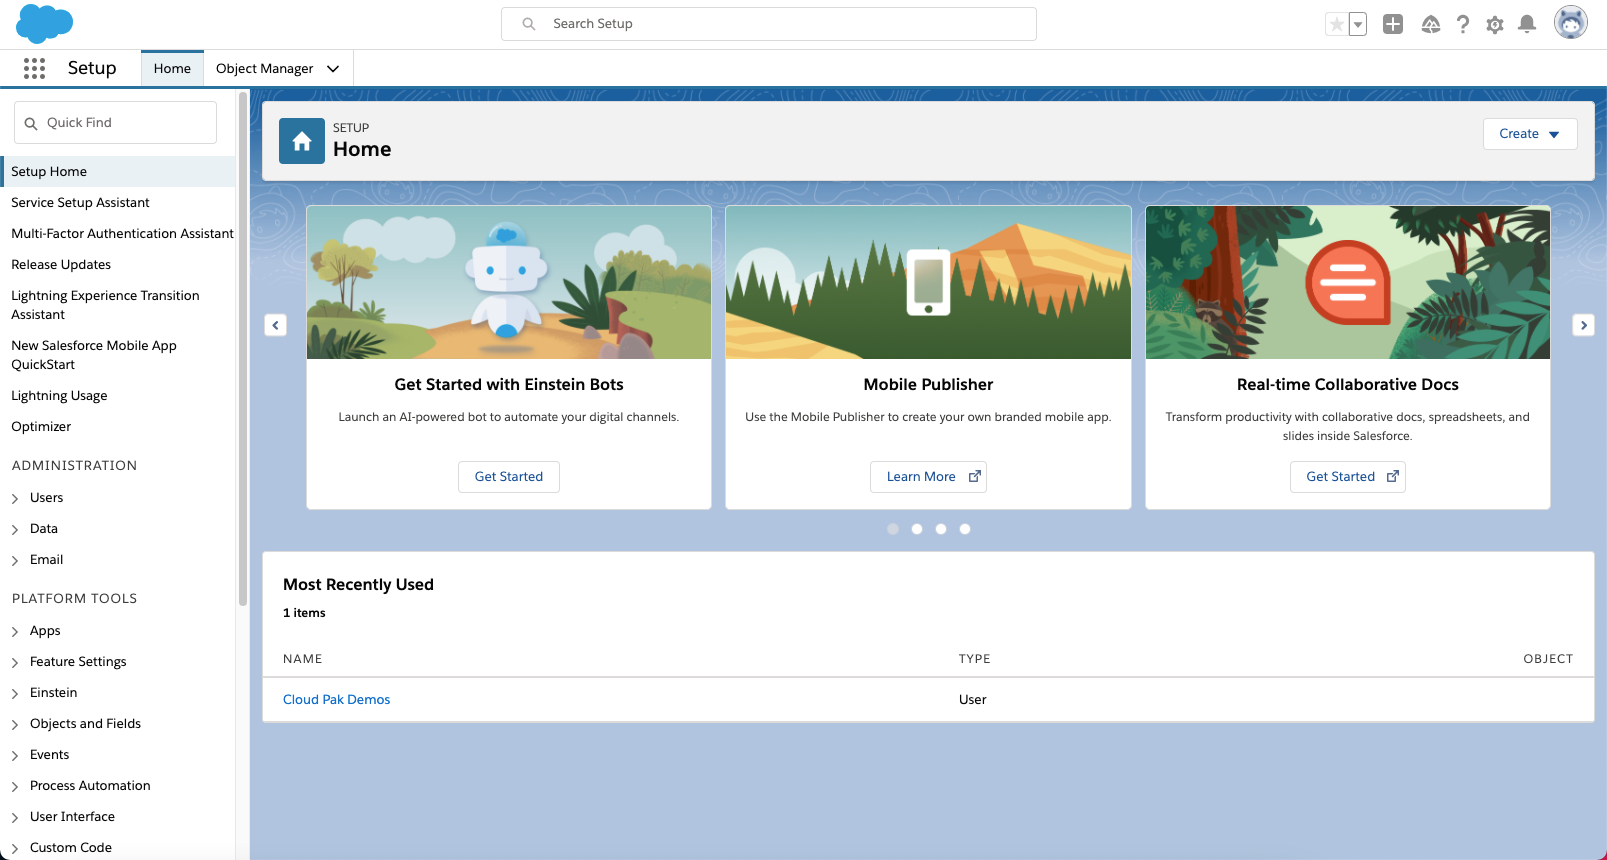 Search Setup
Setup
Home
Object Manager
Quick Find
Setup Home
Service Setup Assistant
Multi-Factor Authentication Assistant
Release Updates
Lightning Experience Transition
Assistant
New Salesforce Mobile App
QuickStart
Lightning Usage
Optimizer
ADMINISTRATION
Users
Data
Email
PLATFORM TOOLS
Apps
Feature Settings
Einstein
Objects and Fields
Events
Process Automation
User Interface
Custom Code
SETUP
Home
Create
Get Started with Einstein Bots
Launch an AI-powered bot to automate your digital channels.
Get Started
Mobile Publisher
Use the Mobile Publisher to create your own branded mobile app.
Learn More
Real-time Collaborative Docs
Transform productivity with collaborative docs, spreadsheets, and
slides inside Salesforce.
Get Started
Most Recently Used
1 items
NAME TYPE OBJECT
Cloud Pak Demos User